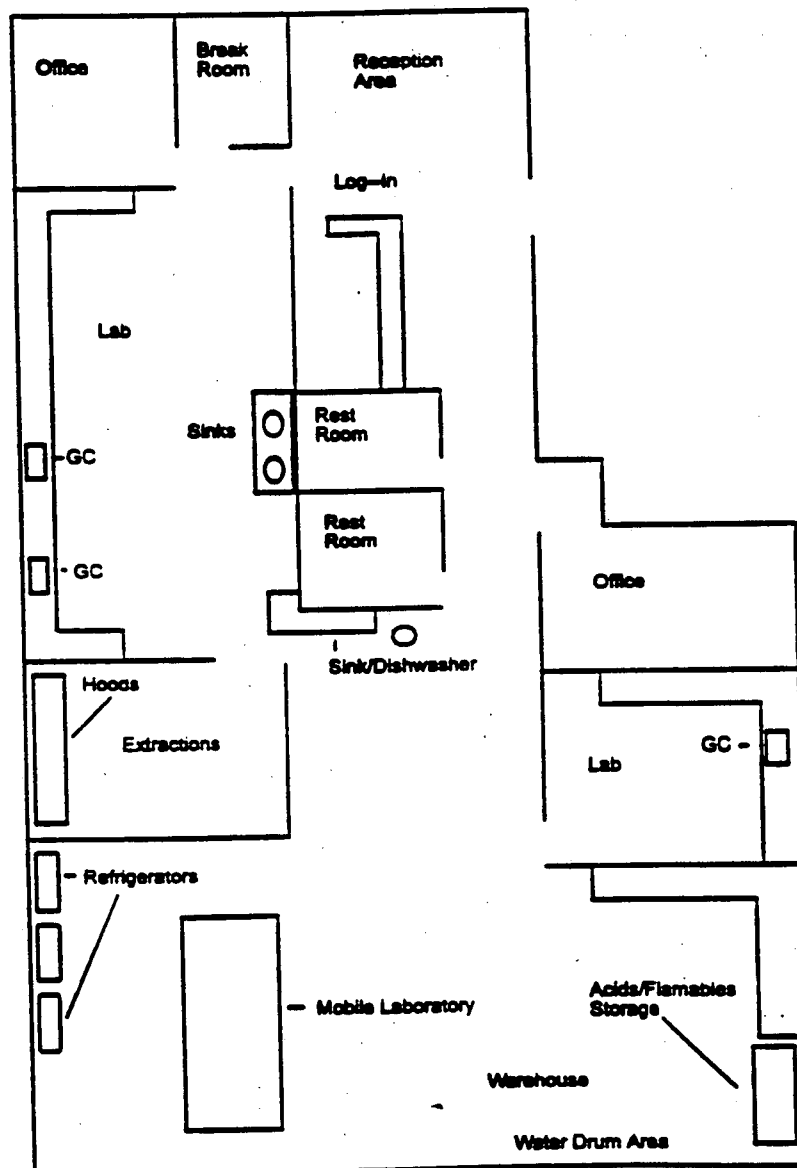 Office
Break
Room
Reception
Area
Log-In
Lab
Sinks
Rest
Room
GC
Rest
Room
GC
Office
Sink/Dishwasher
Hoods
Extractions
GC
Lab
Refrigerators
Acids/Flamables
Storage
Mobile Laboratory
Warehouse
Water Drum Area